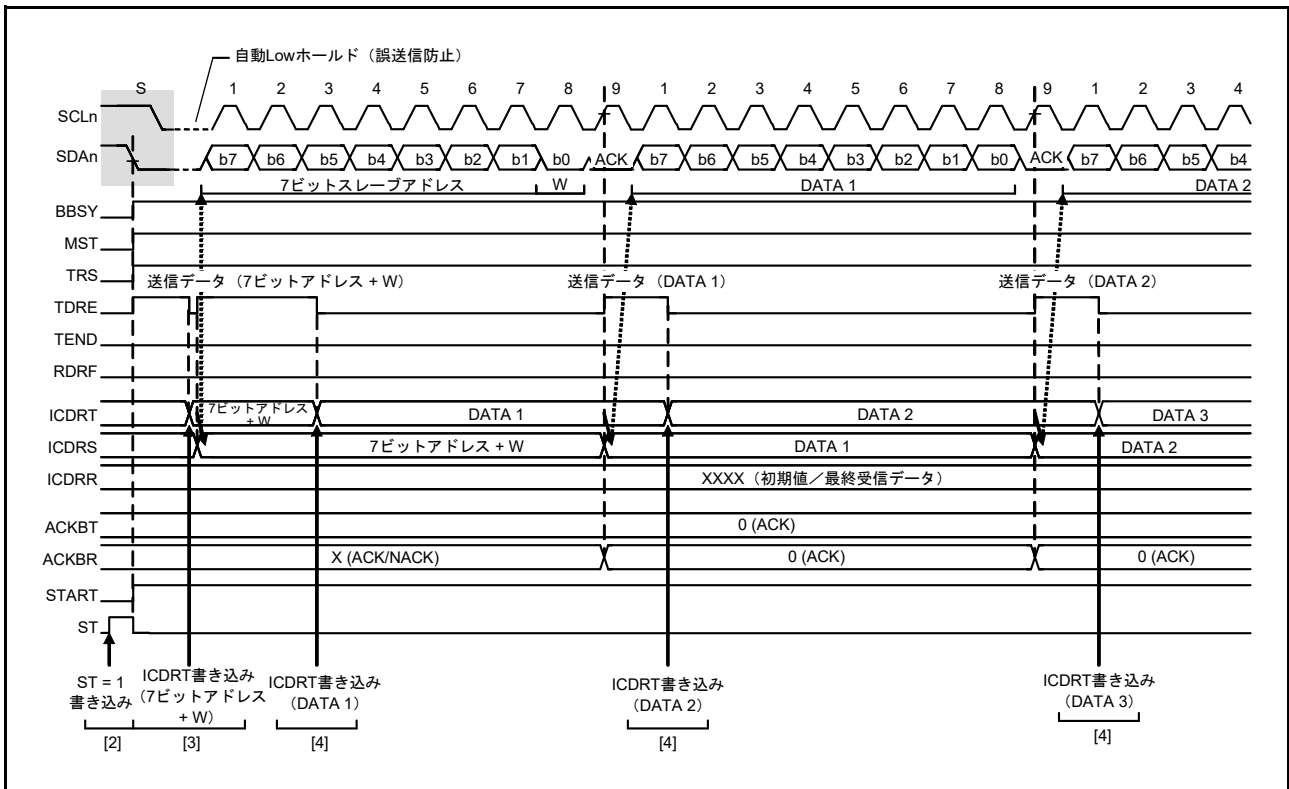 自動Lowホールド（誤送信防止）
S 1 2 3 4 5 6 7 8 9 1 2 3 4 5 6 7 8 9 1 2 3 4
SCLn
SDAn b7 b6 b5 b4 b3 b2 b1 b0 ACK b7 b6 b5 b4 b3 b2 b1 b0 ACK b7 b6 b5 b4
7ビットスレーブアドレス W DATA 1 DATA 2
BBSY
MST
TRS
送信データ（7ビットアドレス + W） 送信データ（DATA 1） 送信データ（DATA 2）
TDRE
TEND
RDRF
ICDRT 7ビットアドレス + W DATA 1 DATA 2 DATA 3
ICDRS 7ビットアドレス + W DATA 1 DATA 2
ICDRR XXXX（初期値／最終受信データ）
ACKBT 0 (ACK)
ACKBR X (ACK/NACK) 0 (ACK) 0 (ACK)
START
ST
ST = 1
書き込み
[2]
ICDRT書き込み
（7ビットアドレス
+ W）
[3]
ICDRT書き込み
（DATA 1）
[4]
ICDRT書き込み
（DATA 2）
[4]
ICDRT書き込み
（DATA 3）
[4]